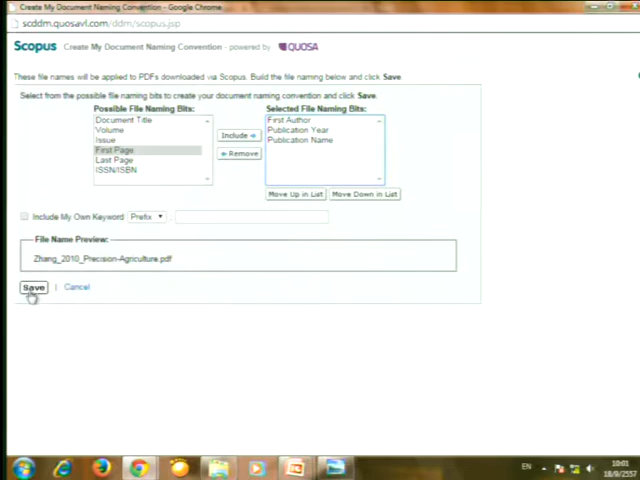 Create My Document Naming Convention - Google Chrome
scddm.quosavl.com/ddm/scopus.jsp
Scopus Create My Document Naming Convention - powered by QUOSA
These file names will be applied to PDFs downloaded via Scopus. Build the file naming below and click Save.
Select from the possible file naming bits to create your document naming convention and click Save.
Possible File Naming Bits: Selected File Naming Bits:
Document Title First Author
Volume Publication Year
Issue Publication Name
First Page
Last Page
ISSN/ISBN
Include
Remove
Move Up in List Move Down in List
Include My Own Keyword Prefix :
File Name Preview:
Zhang_2010_Precision-Agriculture.pdf
Save | Cancel
EN 10:01
18/9/2557